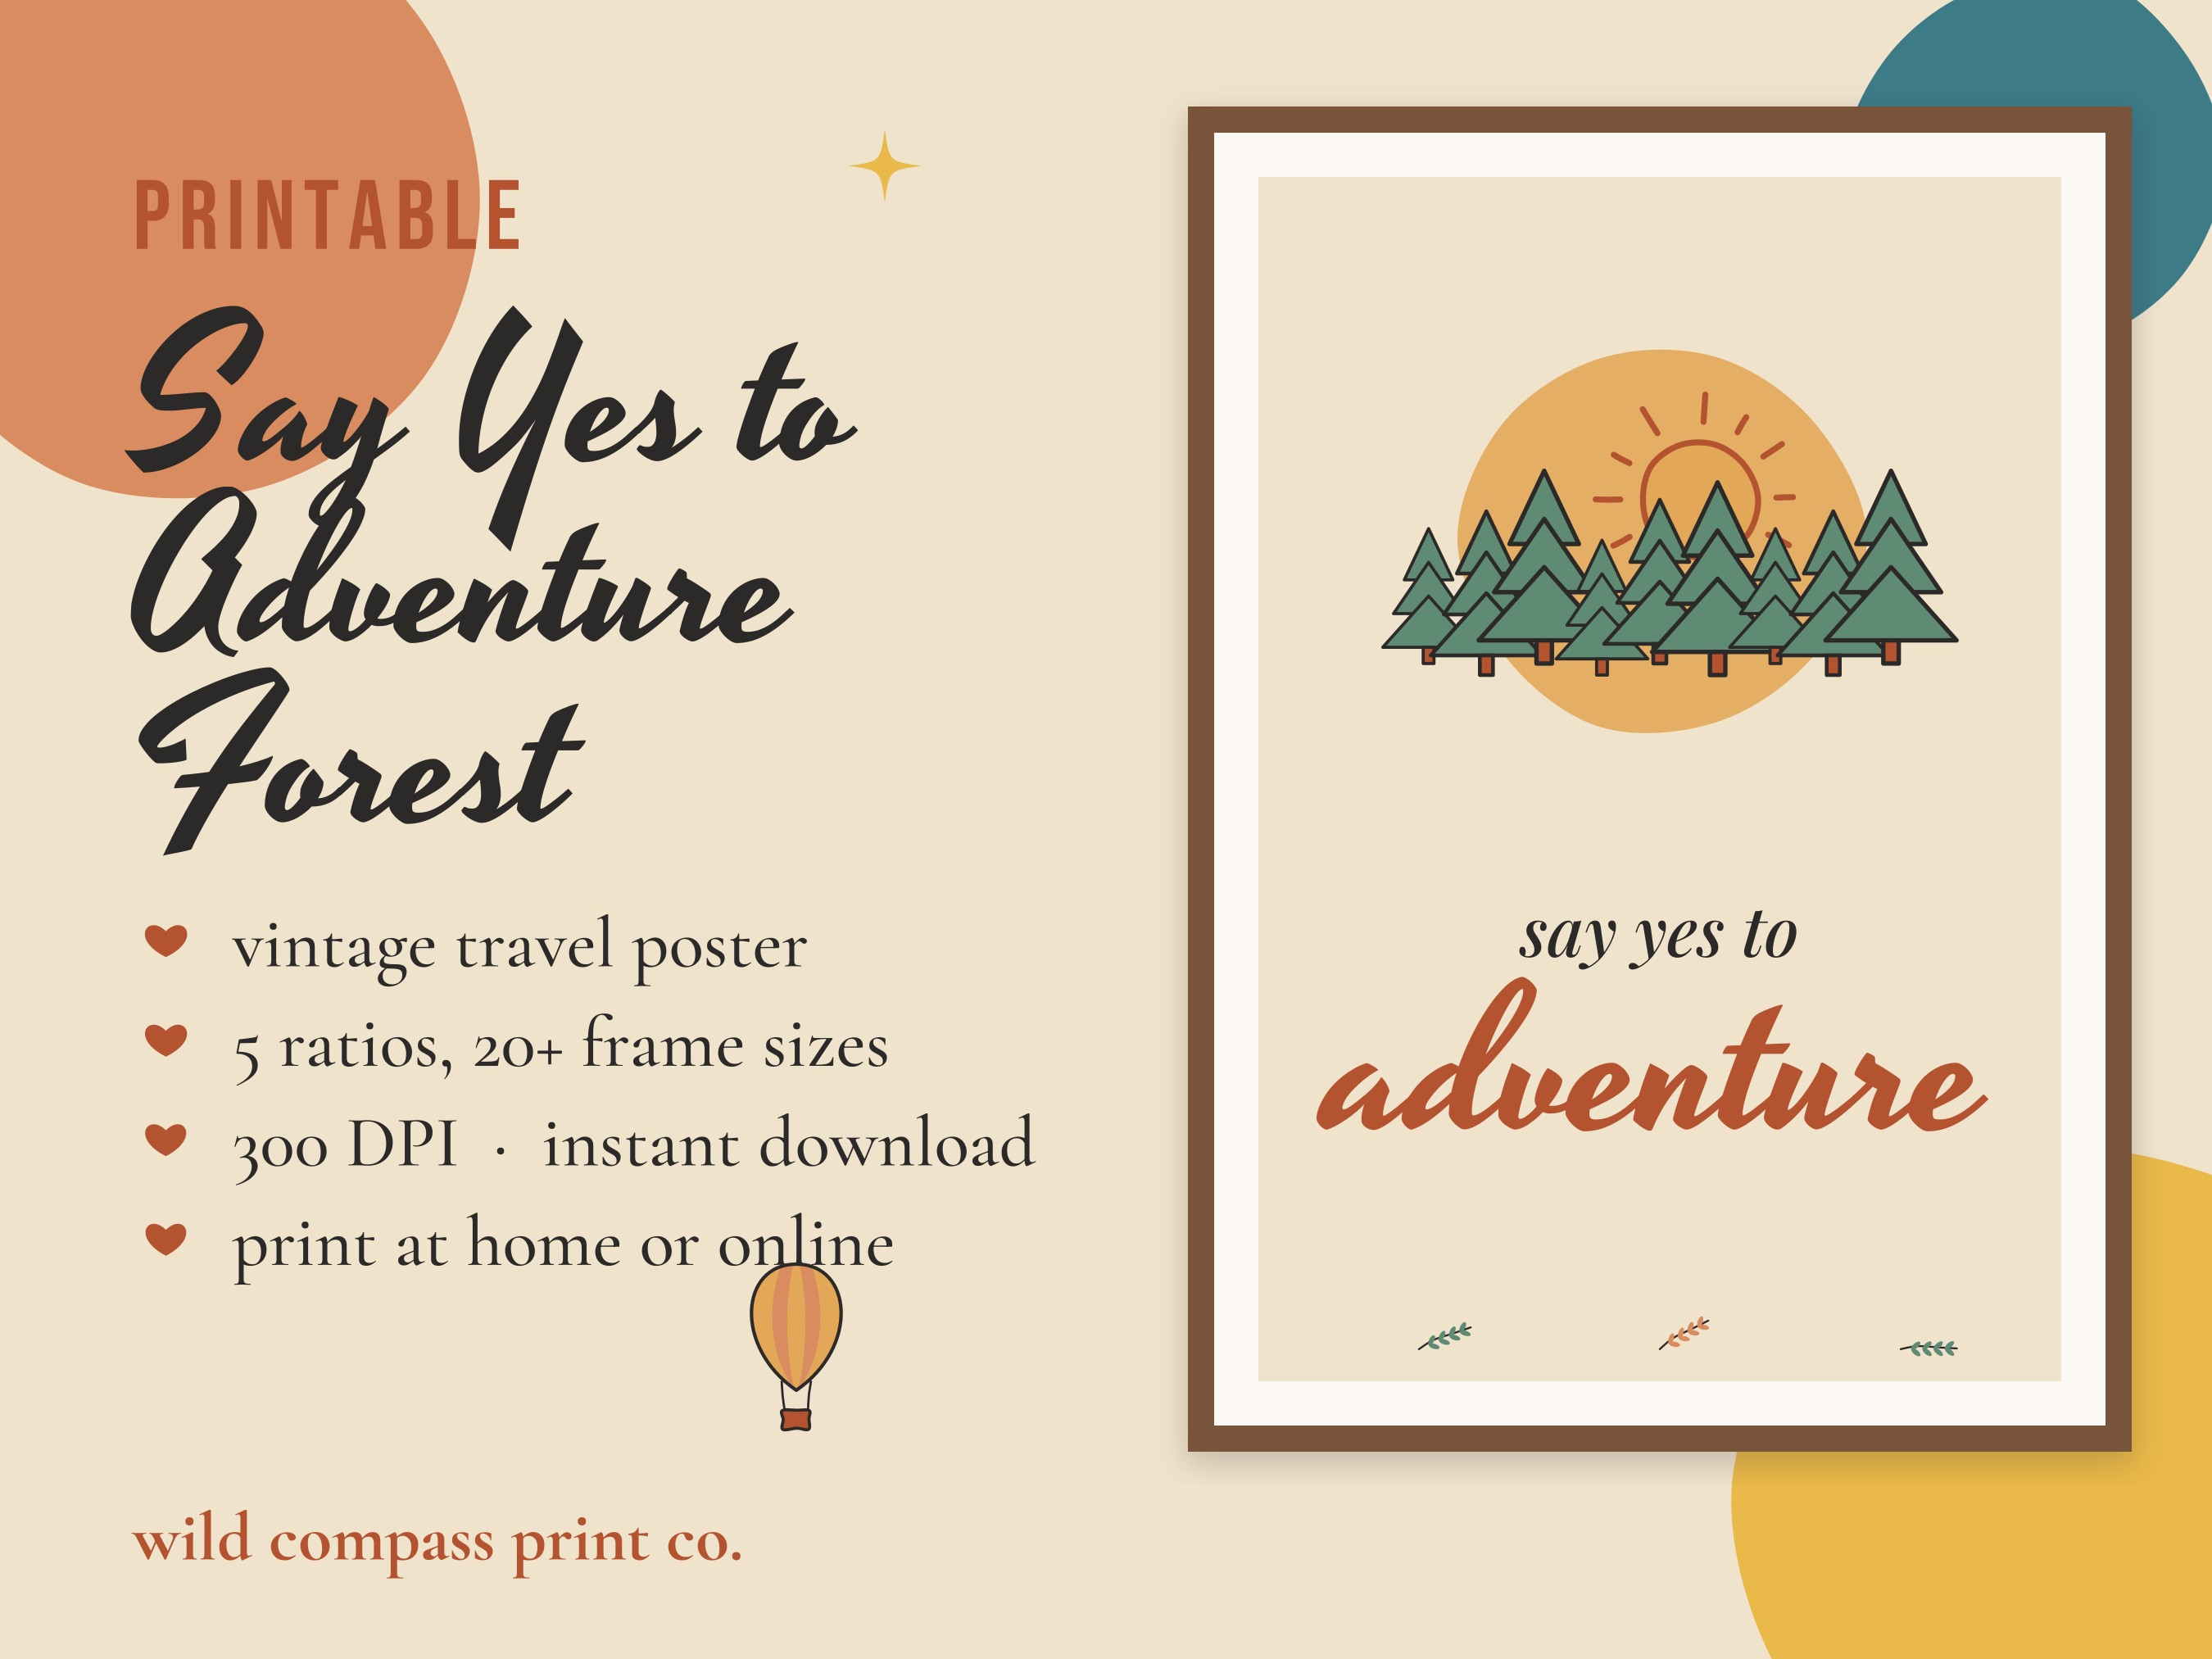 PRINTABLE
Say Yes to
Adventure
Forest
vintage travel poster
5 ratios, 20+ frame sizes
300 DPI · instant download
print at home or online
wild compass print co.
say yes to
adventure